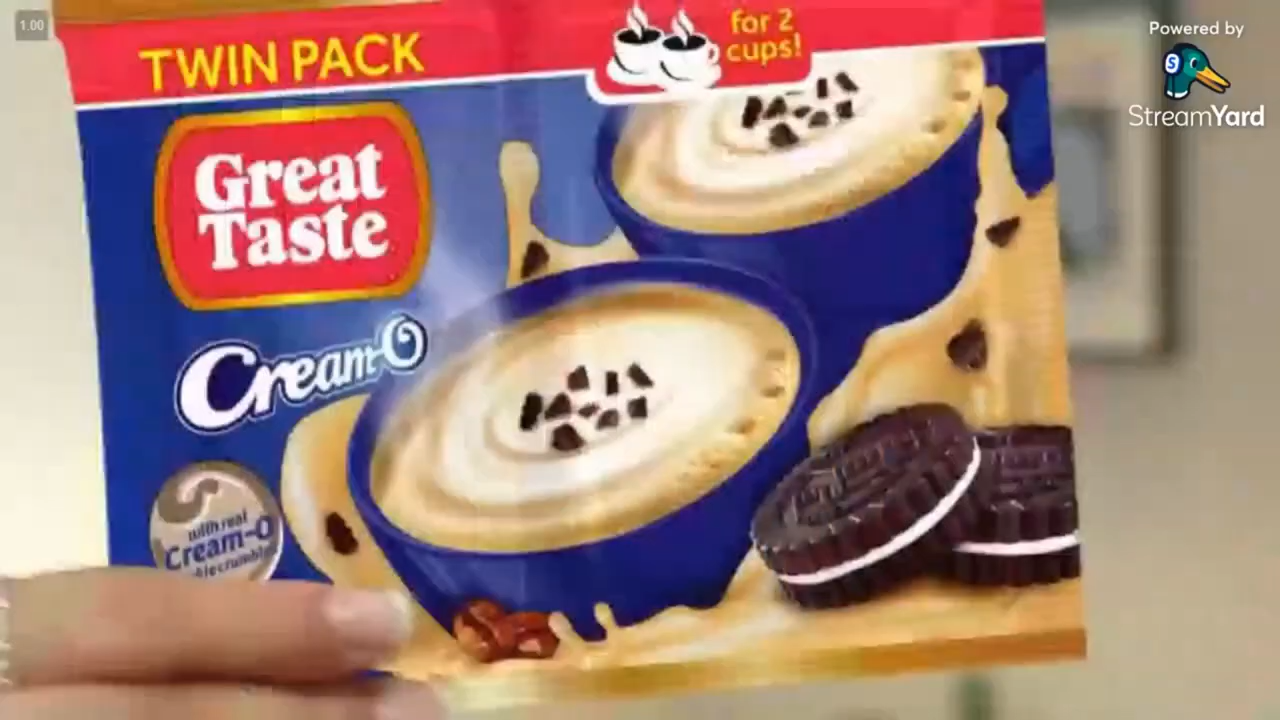 1.00
TWIN PACK
for 2
cups!
Powered by
S
StreamYard
Great
Taste
Cream-O
with real
Cream-O